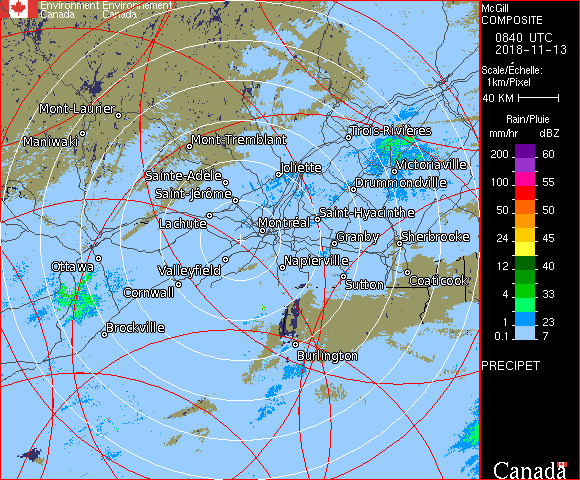 Environment Environnement
Canada Canada
Mont-Laurier
Maniwaki
Mont-Tremblant
Trois-Rivières
Sainte-Adèle
Joliette
Victoriaville
Saint-Jérôme
Drummondville
Lachute
Saint-Hyacinthe
Montréal
Granby
Sherbrooke
Ottawa
Valleyfield
Napierville
Cornwall
Sutton
Coaticook
Brockville
Burlington
McGill
COMPOSITE
0840 UTC
2018-11-13
Scale/Échelle:
1km/Pixel
40 KM
Rain/Pluie
mm/hr dBZ
200 60
100 55
50 50
24 45
12 40
4 33
1 23
0.1 7
PRECIPET
Canada